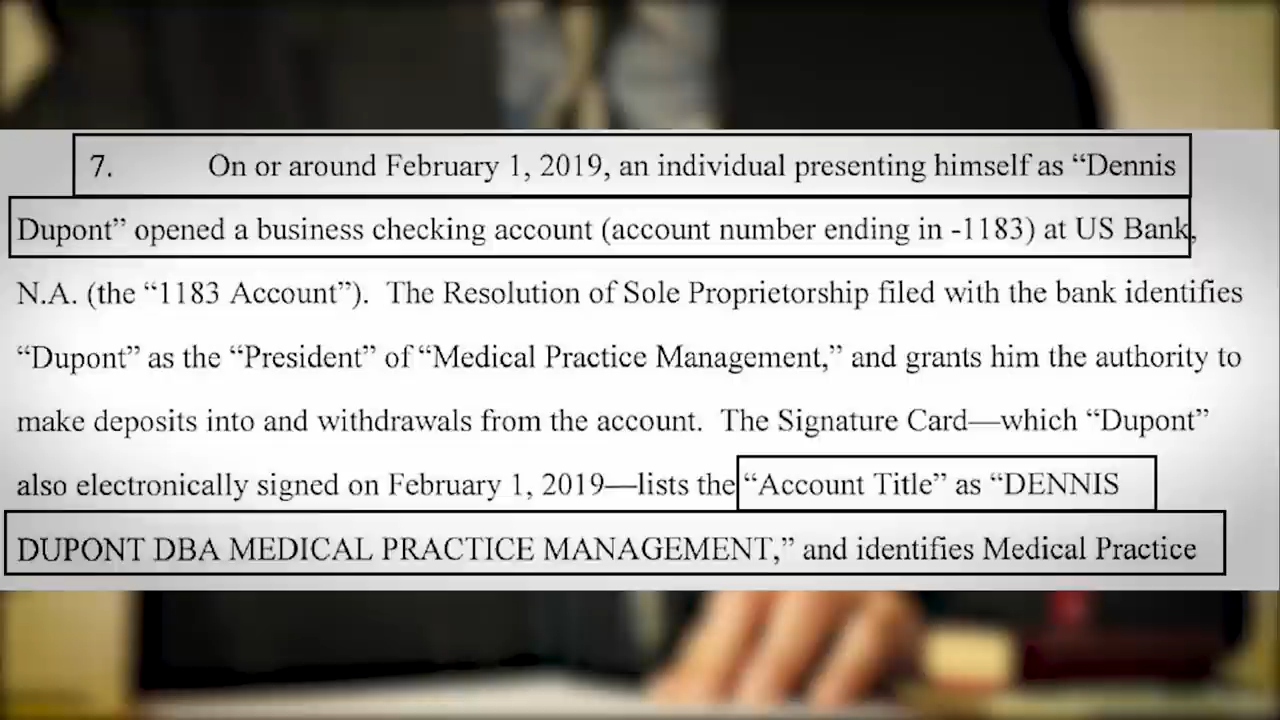 7. On or around February 1, 2019, an individual presenting himself as “Dennis
Dupont” opened a business checking account (account number ending in -1183) at US Bank,
N.A. (the “1183 Account”). The Resolution of Sole Proprietorship filed with the bank identifies
“Dupont” as the “President” of “Medical Practice Management,” and grants him the authority to
make deposits into and withdrawals from the account. The Signature Card—which “Dupont”
also electronically signed on February 1, 2019—lists the “Account Title” as “DENNIS
DUPONT DBA MEDICAL PRACTICE MANAGEMENT,” and identifies Medical Practice